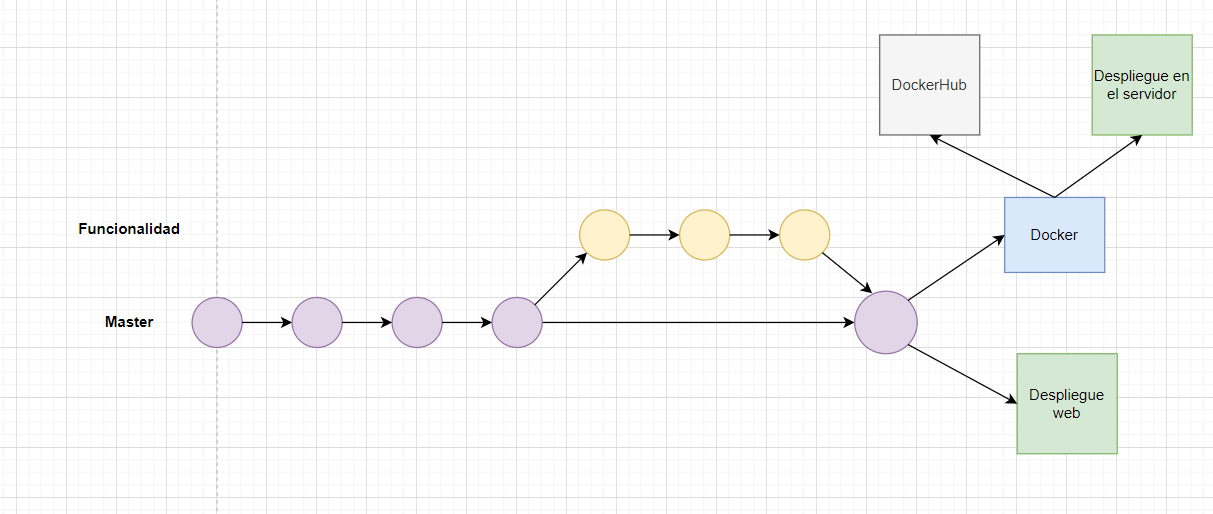 DockerHub
Despliegue en
el servidor
Funcionalidad
Docker
Master
Despliegue
web